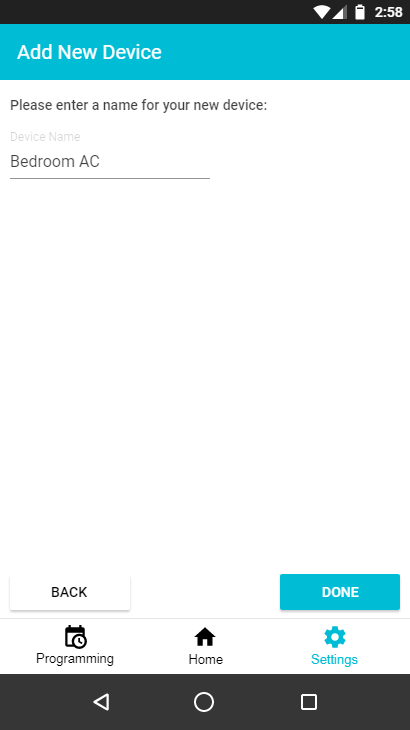 2:58
Add New Device
Please enter a name for your new device:
Device Name
Bedroom AC
BACK
DONE
Programming
Home
Settings